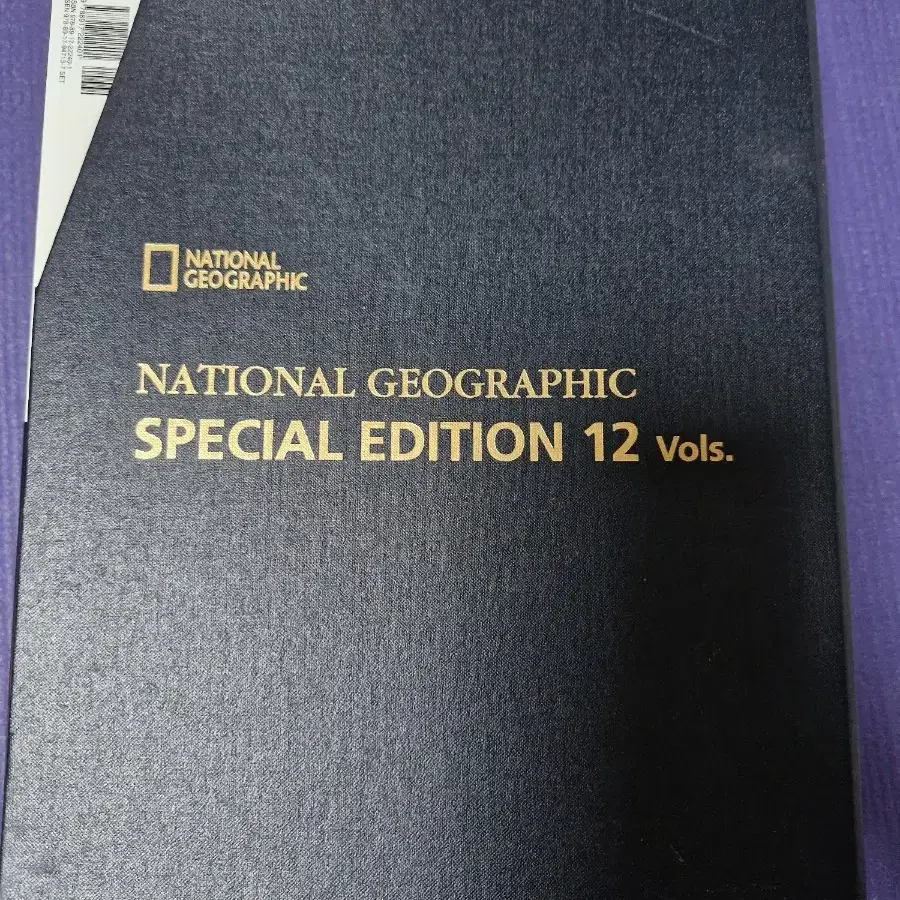 NATIONAL
GEOGRAPHIC
NATIONAL GEOGRAPHIC
SPECIAL EDITION 12 Vols.